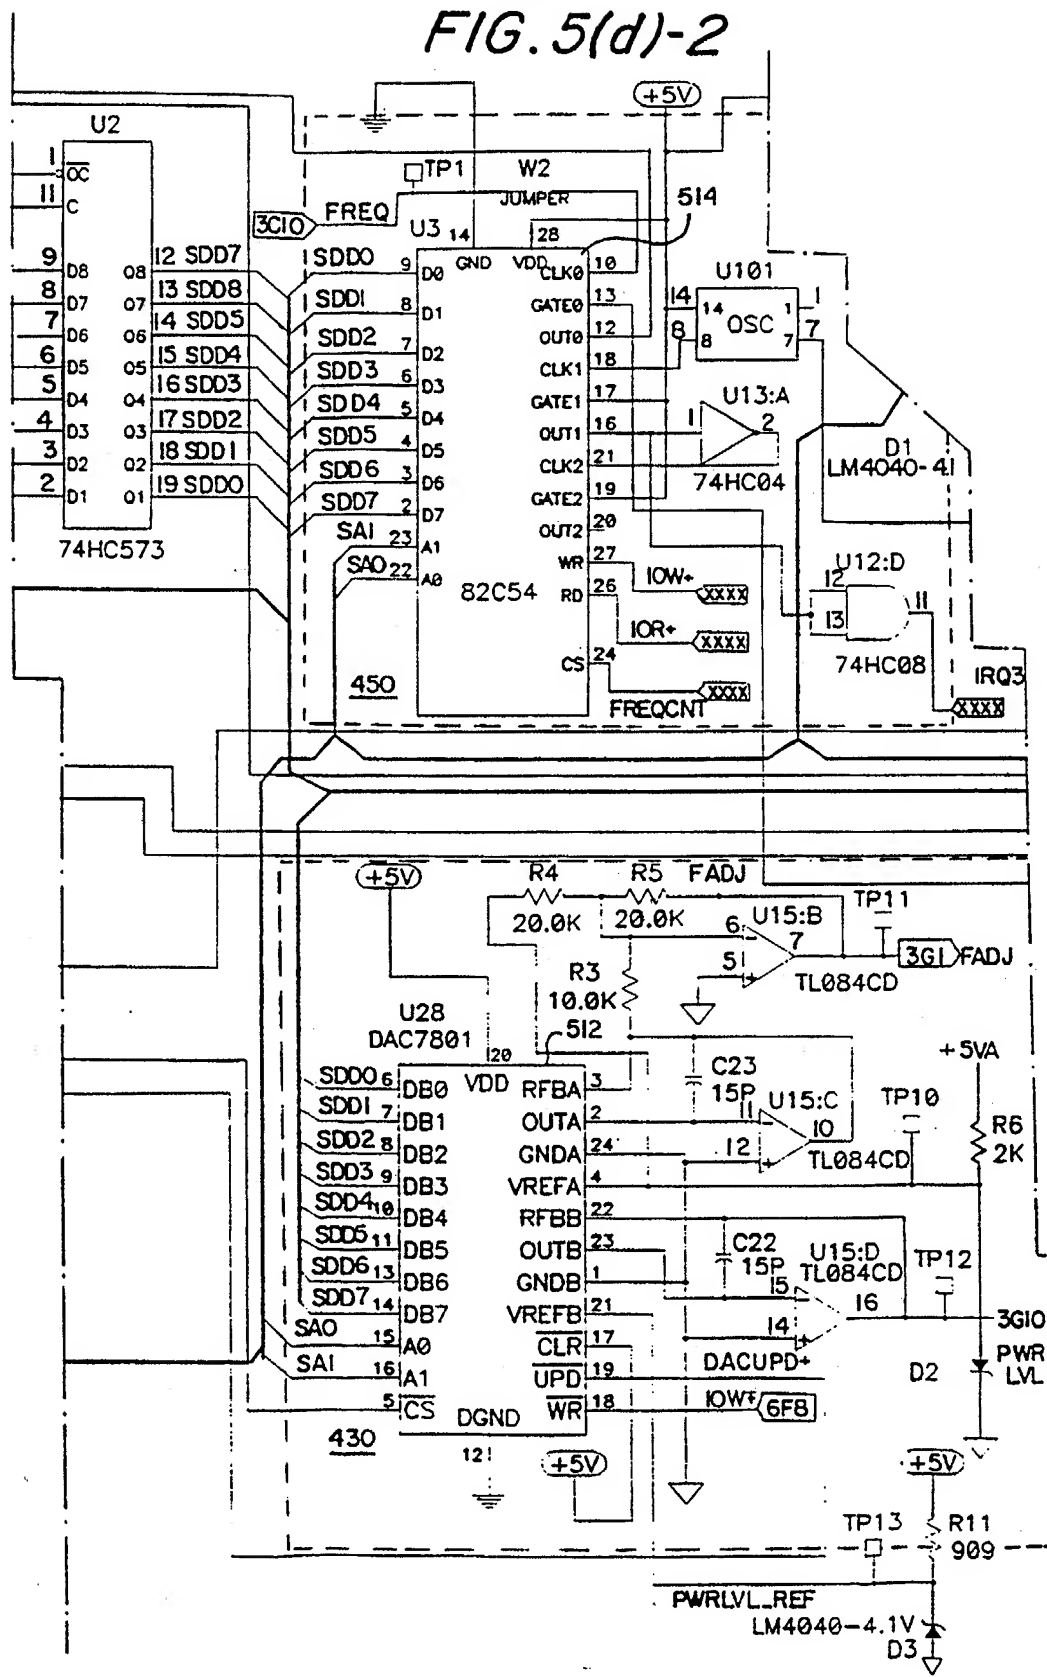 FIG. 5(d)-2
+5V
U2
1 OC
11 C
9 D8 O8 12 SDD7
8 D7 O7 13 SDD8
7 D6 O6 14 SDD5
6 D5 O5 15 SDD4
5 D4 O4 16 SDD3
4 D3 O3 17 SDD2
3 D2 O2 18 SDD1
2 D1 O1 19 SDD0
74HC573
TP1 W2
JUMPER
3C10 FREQ
U3 14 28
514
GND VDD
SDD0 9 D0 CLK0 10
SDD1 8 D1 GATE0 13
SDD2 7 D2 OUT0 12
SDD3 6 D3 CLK1 18
SDD4 5 D4 GATE1 17
SDD5 4 D5 OUT1 16
SDD6 3 D6 CLK2 21
SDD7 2 D7 GATE2 19
OUT2 20
SA1 23 A1 WR 27
SA0 22 A0 RD 26
CS 24
82C54
450
U101
14 14 1 1
OSC
8 8 7 7
U13:A
1 2
74HC04
D1
LM4040-4.1
U12:D
12
13 11
74HC08
IOW+ XXXX
IOR+ XXXX
XXXX
FREQCNT
IRQ3
XXXX
+5V
R4 R5 FADJ
20.0K 20.0K
TP11
U15:B
6 7
5
TL084CD
3G1 FADJ
R3
10.0K
U28
DAC7801
512
20
VDD
SDD0 6 DB0 RFBA 3
SDD1 7 DB1 OUTA 2
SDD2 8 DB2 GNDA 24
SDD3 9 DB3 VREFA 4
SDD4 10 DB4 RFBB 22
SDD5 11 DB5 OUTB 23
SDD6 13 DB6 GNDB 1
SDD7 14 DB7 VREFB 21
SA0 15 A0 CLR 17
SA1 16 A1 UPD 19
5 CS DGND WR 18
12
430
C23
15P
U15:C
11 10
12
TL084CD
+5VA
TP10
R6
2K
C22
15P
U15:D
TL084CD
15 16
14
TP12
3G10
PWR
LVL
D2
DACUPD+
IOW+ 6F8
+5V
+5V
TP13
R11
909
PWRLVL_REF
LM4040-4.1V
D3